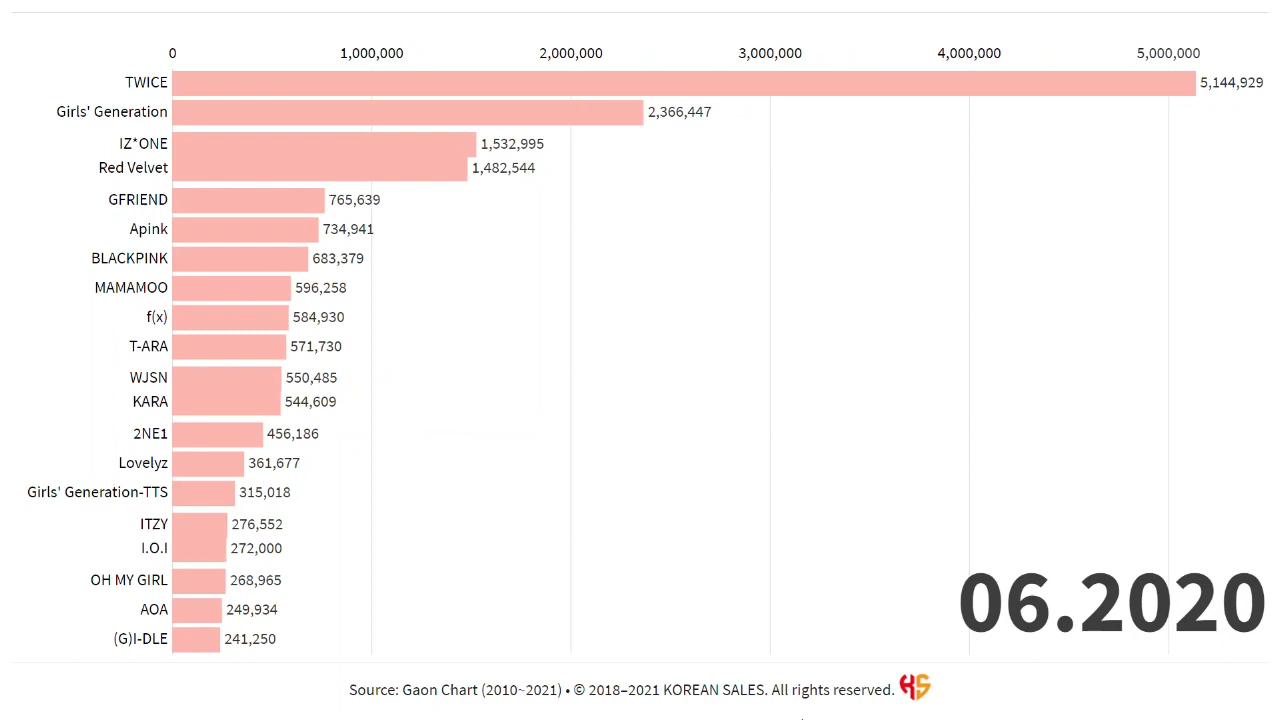 0 1,000,000 2,000,000 3,000,000 4,000,000 5,000,000
TWICE 5,144,929
Girls' Generation 2,366,447
IZ*ONE 1,532,995
Red Velvet 1,482,544
GFRIEND 765,639
Apink 734,941
BLACKPINK 683,379
MAMAMOO 596,258
f(x) 584,930
T-ARA 571,730
WJSN 550,485
KARA 544,609
2NE1 456,186
Lovelyz 361,677
Girls' Generation-TTS 315,018
ITZY 276,552
I.O.I 272,000
OH MY GIRL 268,965
AOA 249,934
(G)I-DLE 241,250
06.2020
Source: Gaon Chart (2010~2021) • © 2018–2021 KOREAN SALES. All rights reserved. KS